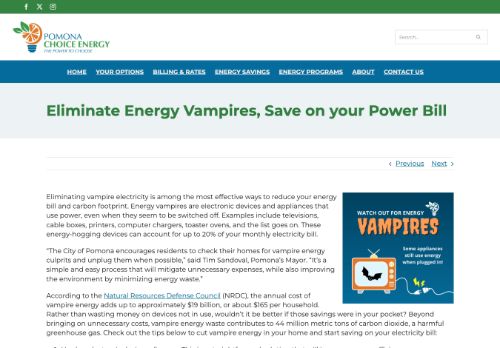 POMONA
CHOICE ENERGY
THE POWER TO CHOOSE
Search...
HOME YOUR OPTIONS BILLING & RATES ENERGY SAVINGS ENERGY PROGRAMS ABOUT CONTACT US
Eliminate Energy Vampires, Save on your Power Bill
Previous Next
Eliminating vampire electricity is among the most effective ways to reduce your energy
bill and carbon footprint. Energy vampires are electronic devices and appliances that
use power, even when they seem to be switched off. Examples include televisions,
cable boxes, printers, computer chargers, toaster ovens, and the list goes on. These
energy-hogging devices can account for up to 20% of your monthly electricity bill.
WATCH OUT FOR ENERGY
VAMPIRES
Some appliances
still use energy
when plugged in!
“The City of Pomona encourages residents to check their homes for vampire energy
culprits and unplug them when possible,” said Tim Sandoval, Pomona’s Mayor. “It’s a
simple and easy process that will mitigate unnecessary expenses, while also improving
the environment by minimizing energy waste.”
According to the Natural Resources Defense Council (NRDC), the annual cost of
vampire energy adds up to approximately $19 billion, or about $165 per household.
Rather than wasting money on devices not in use, wouldn’t it be better if those savings were in your pocket? Beyond
bringing on unnecessary costs, vampire energy waste contributes to 44 million metric tons of carbon dioxide, a harmful
greenhouse gas. Check out the tips below to cut vampire energy in your home and start saving on your electricity bill: